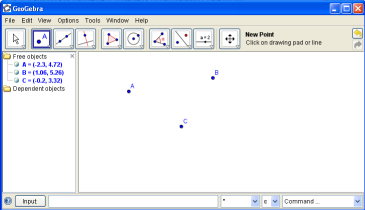 GeoGebra
File Edit View Options Tools Window Help
A
a = 2
New Point
Click on drawing pad or line
Free objects
A = (-2.3, 4.72)
B = (1.06, 5.26)
C = (-0.2, 3.32)
Dependent objects
A
B
C
Input
Command ...